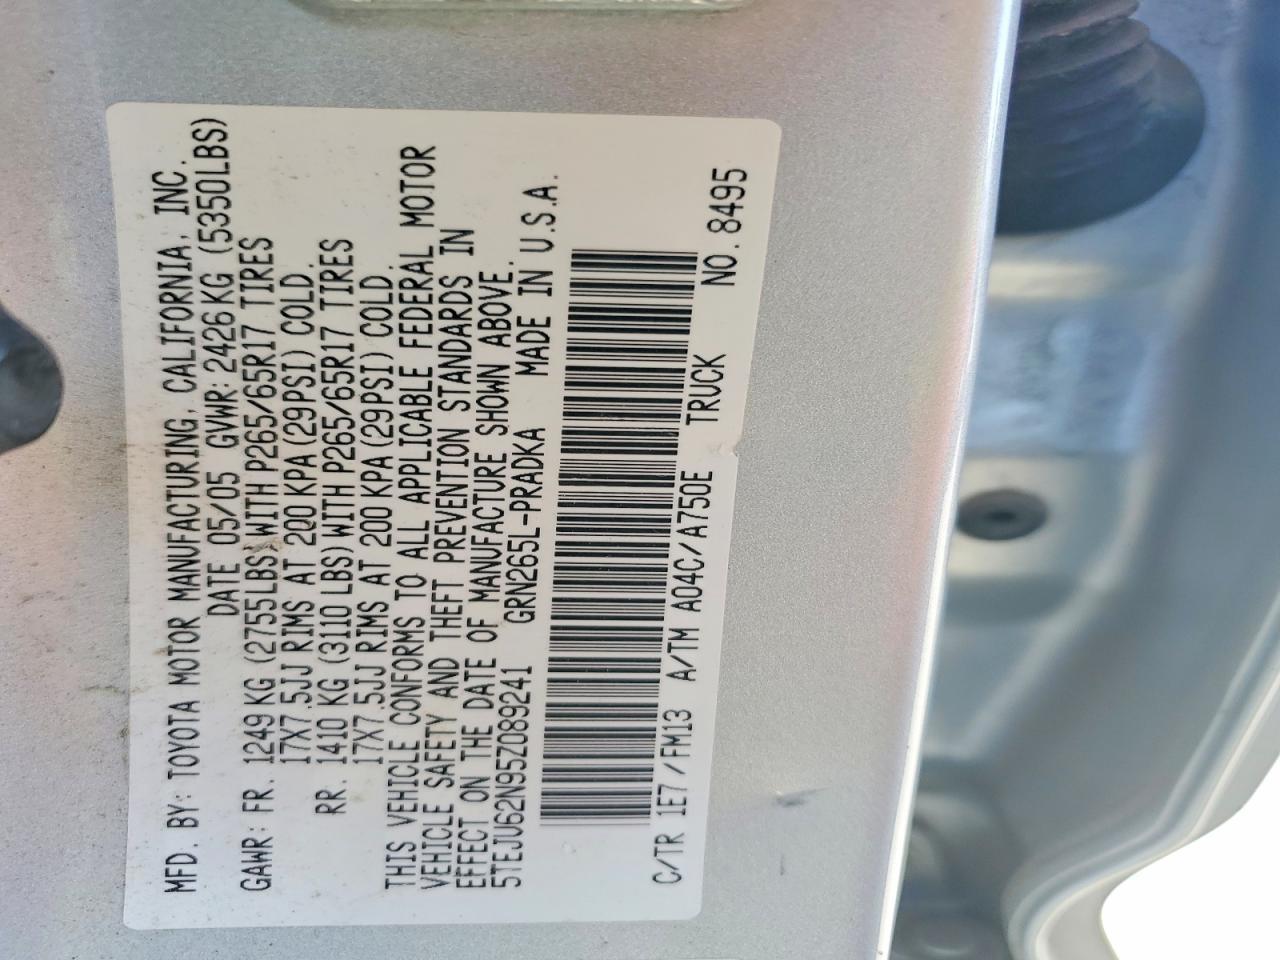 MFD. BY: TOYOTA MOTOR MANUFACTURING, CALIFORNIA, INC.
DATE 05/05 GVWR: 2426 KG (5350LBS)
GAWR: FR. 1249 KG (2755LBS) WITH P265/65R17 TIRES
17X7.5JJ RIMS AT 200 KPA (29PSI) COLD.
RR. 1410 KG (3110 LBS) WITH P265/65R17 TIRES
17X7.5JJ RIMS AT 200 KPA (29PSI) COLD.
THIS VEHICLE CONFORMS TO ALL APPLICABLE FEDERAL MOTOR
VEHICLE SAFETY AND THEFT PREVENTION STANDARDS IN
EFFECT ON THE DATE OF MANUFACTURE SHOWN ABOVE.
5TEJU62N95Z089241 GRN265L-PRADKA MADE IN U.S.A.
C/TR 1E7/FM13 A/TM A04C/A750E TRUCK NO. 8495